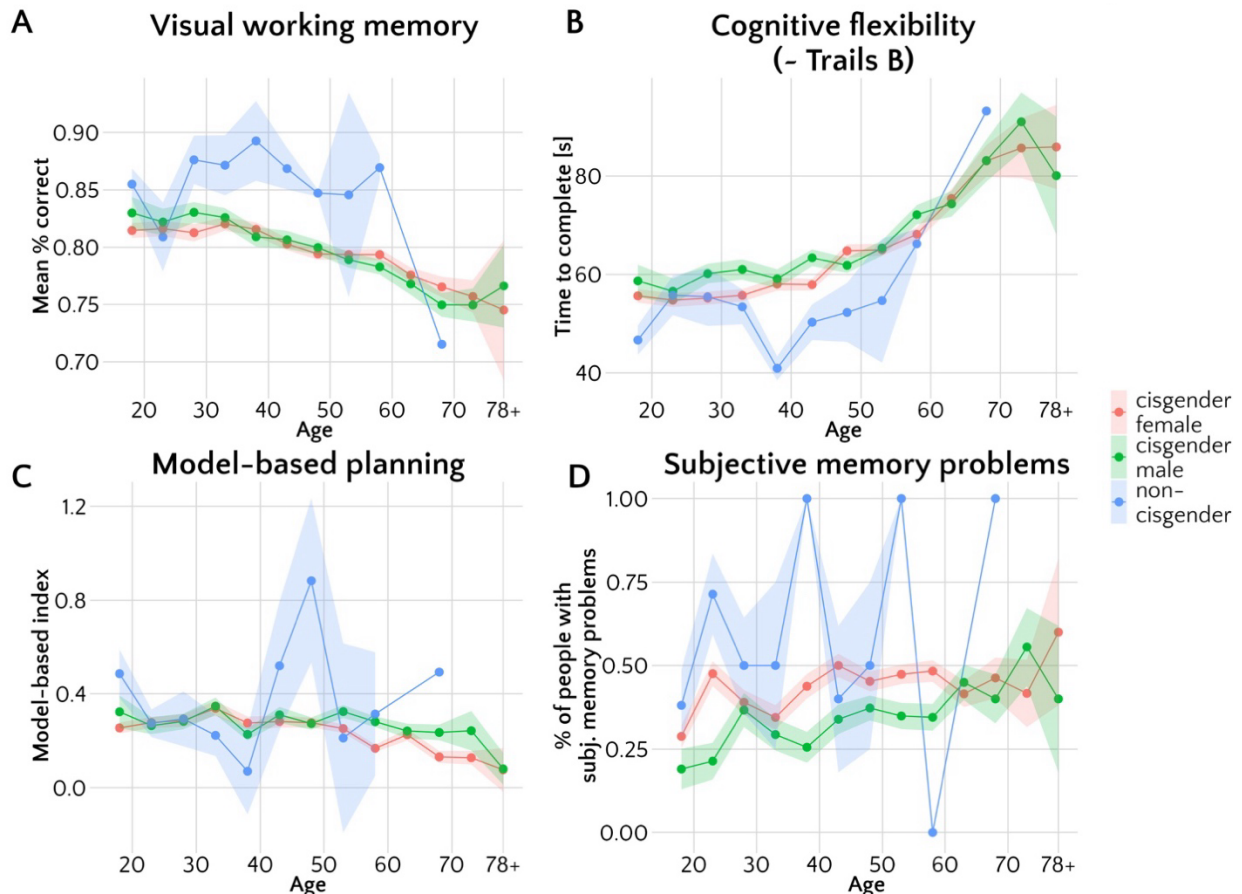 A
Visual working memory
Mean % correct
0.90
0.85
0.80
0.75
0.70
20 30 40 50 60 70 78+
Age
B
Cognitive flexibility
(~ Trails B)
Time to complete [s]
80
60
40
20 30 40 50 60 70 78+
Age
C
Model-based planning
Model-based index
1.2
0.8
0.4
0.0
20 30 40 50 60 70 78+
Age
D
Subjective memory problems
% of people with
subj. memory problems
1.00
0.75
0.50
0.25
0.00
20 30 40 50 60 70 78+
Age
cisgender
female
cisgender
male
non-
cisgender